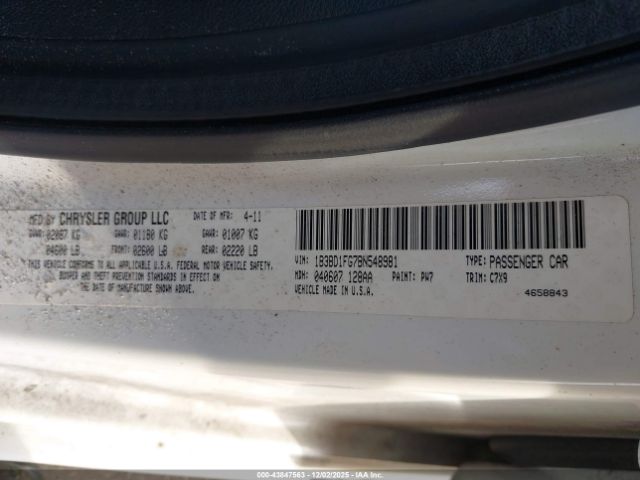 MFD BY CHRYSLER GROUP LLC DATE OF MFR: 4-11
GVWR: 02087 KG GAWR: 01180 KG GAWR: 01007 KG
04600 LB FRONT: 02600 LB REAR: 02220 LB
THIS VEHICLE CONFORMS TO ALL APPLICABLE U.S.A. FEDERAL MOTOR VEHICLE SAFETY,
BUMPER AND THEFT PREVENTION STANDARDS IN EFFECT ON
THE DATE OF MANUFACTURE SHOWN ABOVE.
VIN: 1B3BD1FG7BN548981 TYPE: PASSENGER CAR
MDH: 040607 128AA PAINT: PW7 TRIM: C7X9
VEHICLE MADE IN U.S.A. 4658843
000-43847563 | 12/02/2025 - IAA Inc.